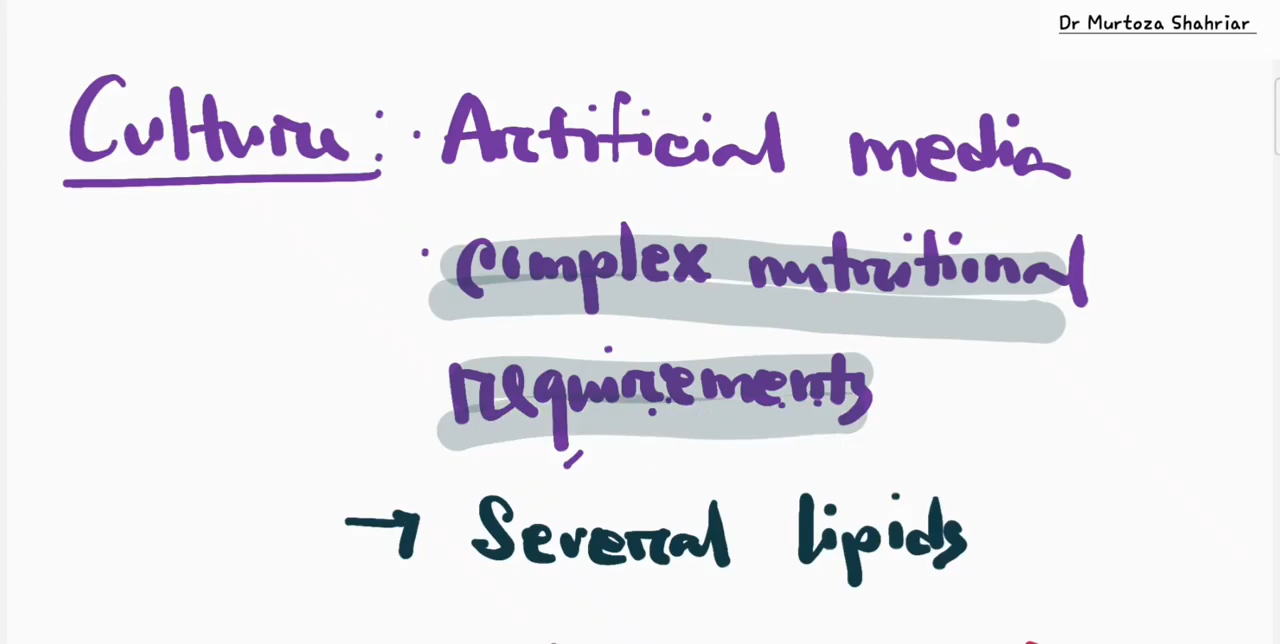 Dr Murtoza Shahriar
Culture: · Artificial media
· Complex nutritional
requirements
→ Several lipids